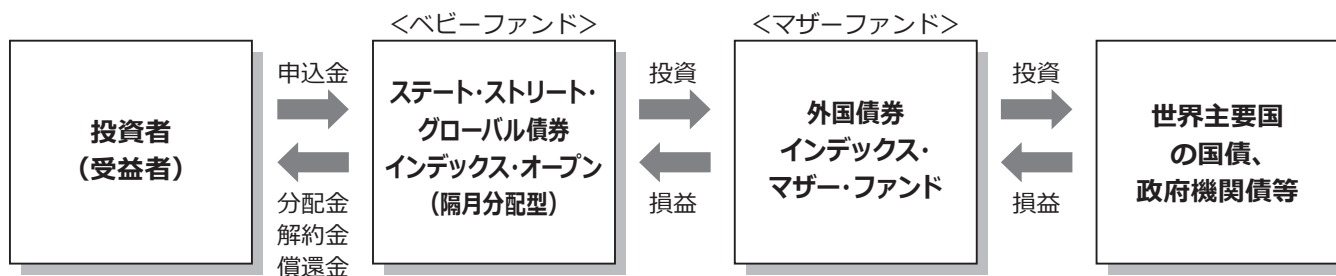 <ベビーファンド>
<マザーファンド>
投資者
(受益者)
申込金
分配金
解約金
償還金
ステート・ストリート・
グローバル債券
インデックス・オープン
(隔月分配型)
投資
損益
外国債券
インデックス・
マザー・ファンド
投資
損益
世界主要国
の国債、
政府機関債等